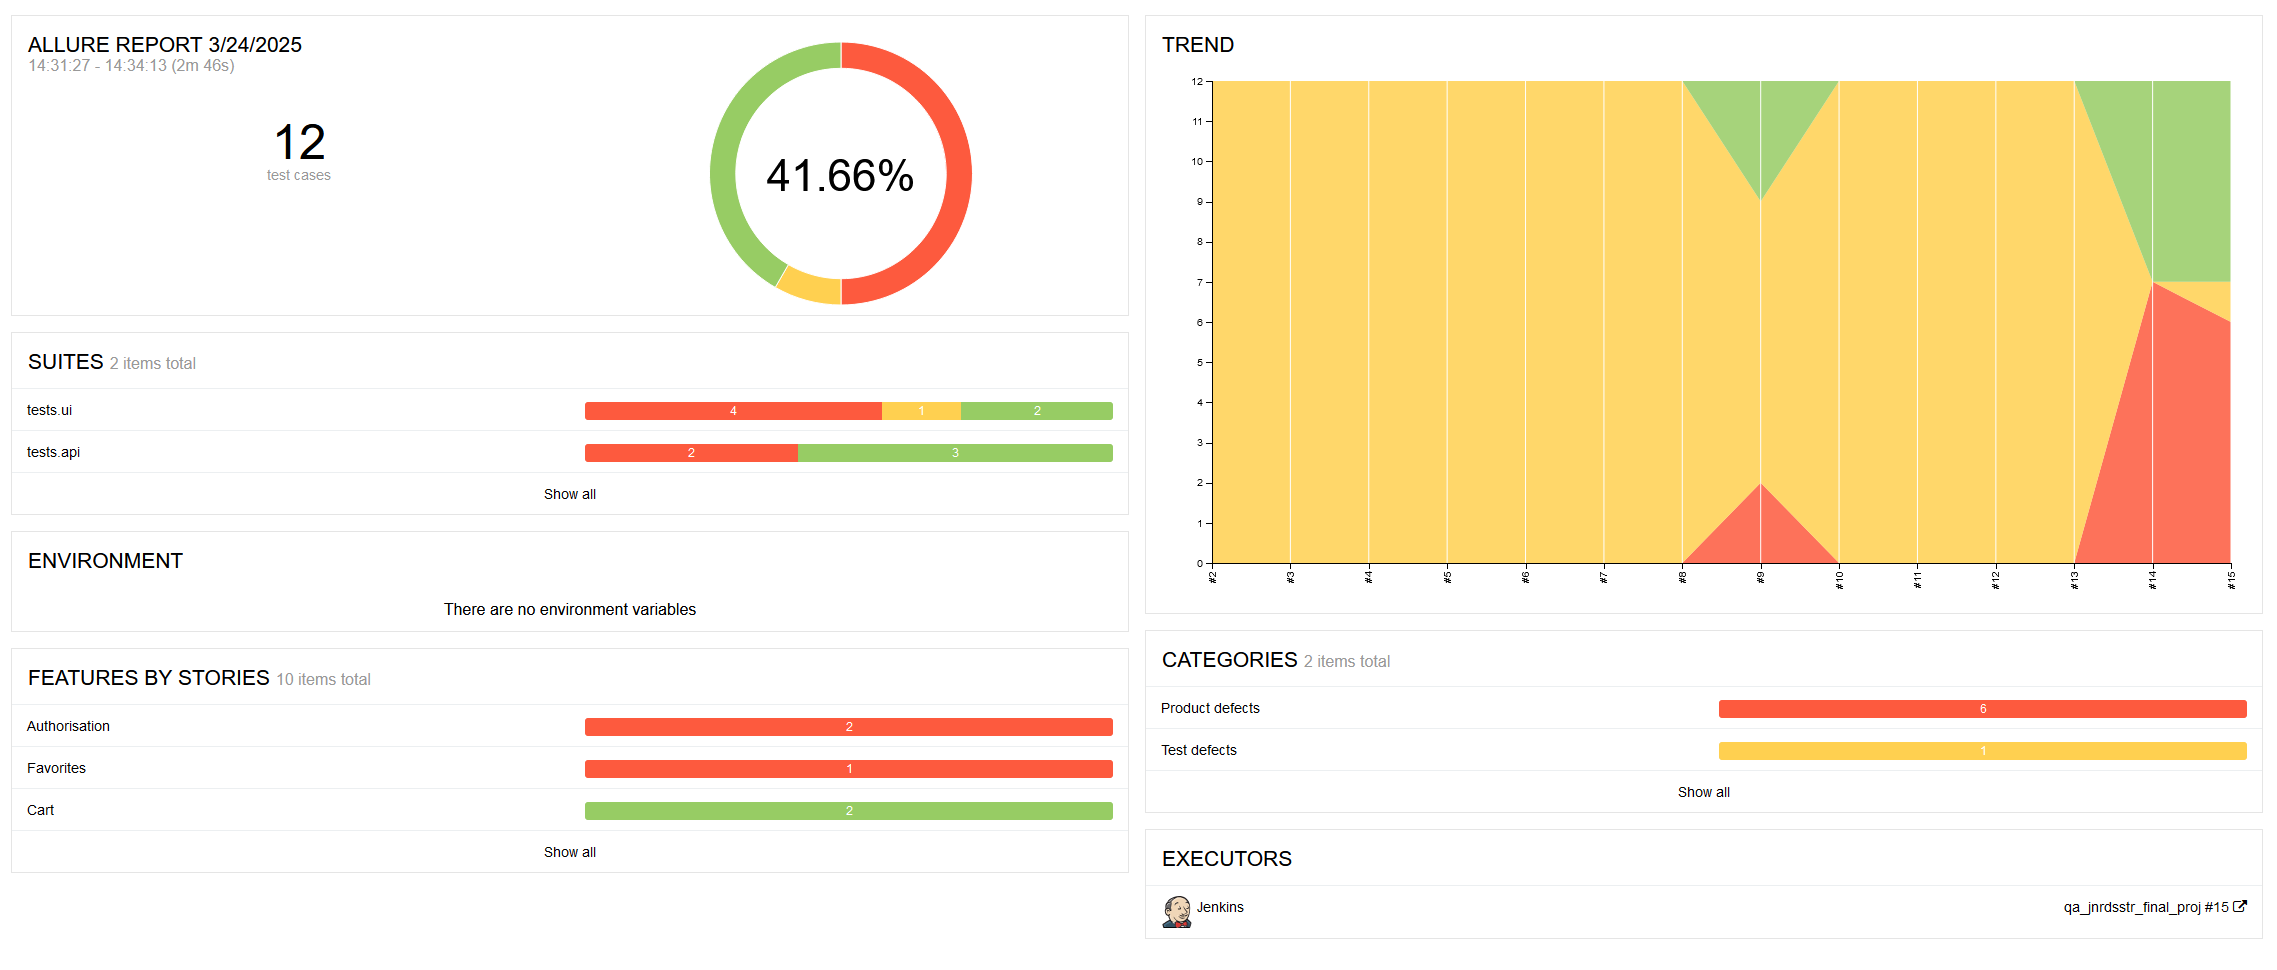 ALLURE REPORT 3/24/2025
14:31:27 - 14:34:13 (2m 46s)
12
test cases
41.66%
SUITES 2 items total
tests.ui 4 1 2
tests.api 2 3
Show all
ENVIRONMENT
There are no environment variables
FEATURES BY STORIES 10 items total
Authorisation 2
Favorites 1
Cart 2
Show all
TREND
12
11
10
9
8
7
6
5
4
3
2
1
0
#2 #3 #4 #5 #6 #7 #8 #9 #10 #11 #12 #13 #14 #15
CATEGORIES 2 items total
Product defects 6
Test defects 1
Show all
EXECUTORS
Jenkins qa_jnrdsstr_final_proj #15